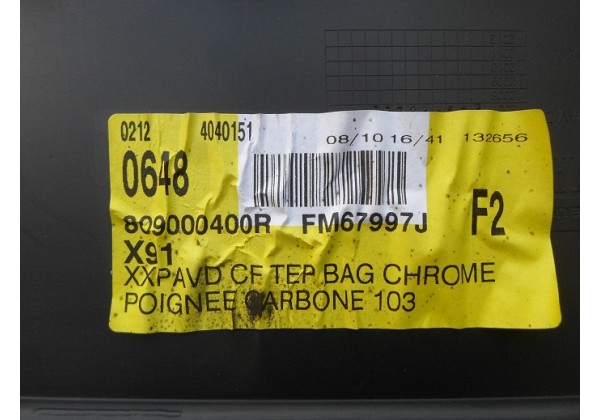 0212 4040151 08/10 16/41 132656
0648
809000400R FM67997J F2
X91
XXPAVD CF TEP BAG CHROME
POIGNEE CARBONE 103